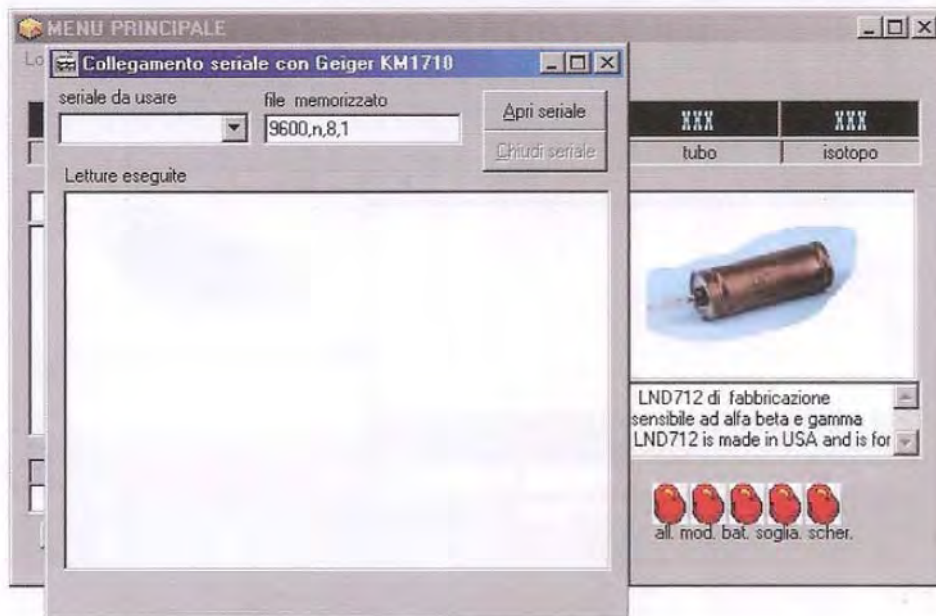 MENU PRINCIPALE
Lo
Collegamento seriale con Geiger KM1710
seriale da usare
file memorizzato
9600,n,8,1
Apri seriale
Chiudi seriale
Letture eseguite
XXX
XXX
tubo
isotopo
LND712 di fabbricazione
sensibile ad alfa beta e gamma
LND712 is made in USA and is for
all. mod. bat. soglia. scher.